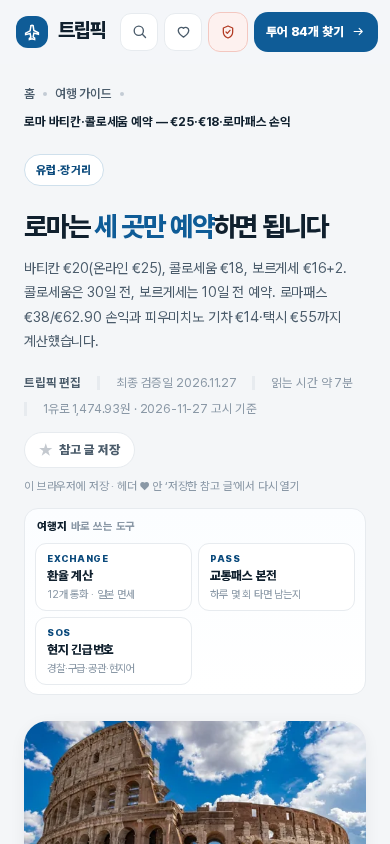 트립픽
투어 84개 찾기 →
홈 • 여행 가이드 •
로마 바티칸·콜로세움 예약 — €25·€18·로마패스 손익
유럽·장거리
로마는 세 곳만 예약하면 됩니다
바티칸 €20(온라인 €25), 콜로세움 €18, 보르게세 €16+2.
콜로세움은 30일 전, 보르게세는 10일 전 예약. 로마패스
€38/€62.90 손익과 피우미치노 기차 €14·택시 €55까지
계산했습니다.
트립픽 편집 | 최종 검증일 2026.11.27 | 읽는 시간 약 7분
| 1유로 1,474.93원 · 2026-11-27 고시 기준
★ 참고 글 저장
이 브라우저에 저장 · 헤더 ♥ 안 ‘저장한 참고 글’에서 다시 열기
여행지 바로 쓰는 도구
EXCHANGE
환율 계산
12개 통화 · 일본 면세
PASS
교통패스 본전
하루 몇 회 타면 남는지
SOS
현지 긴급번호
경찰·구급·공관·현지어